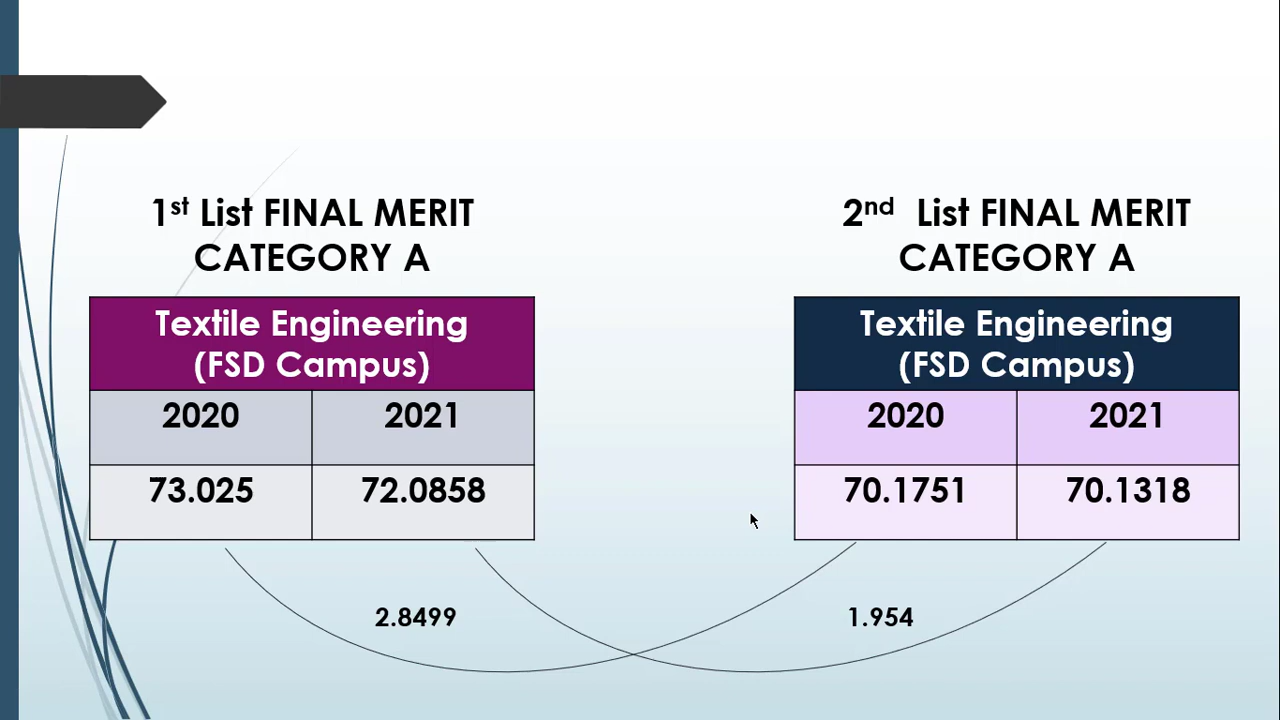 1st List FINAL MERIT
CATEGORY A
Textile Engineering
(FSD Campus)
2020 2021
73.025 72.0858
2nd List FINAL MERIT
CATEGORY A
Textile Engineering
(FSD Campus)
2020 2021
70.1751 70.1318
2.8499
1.954